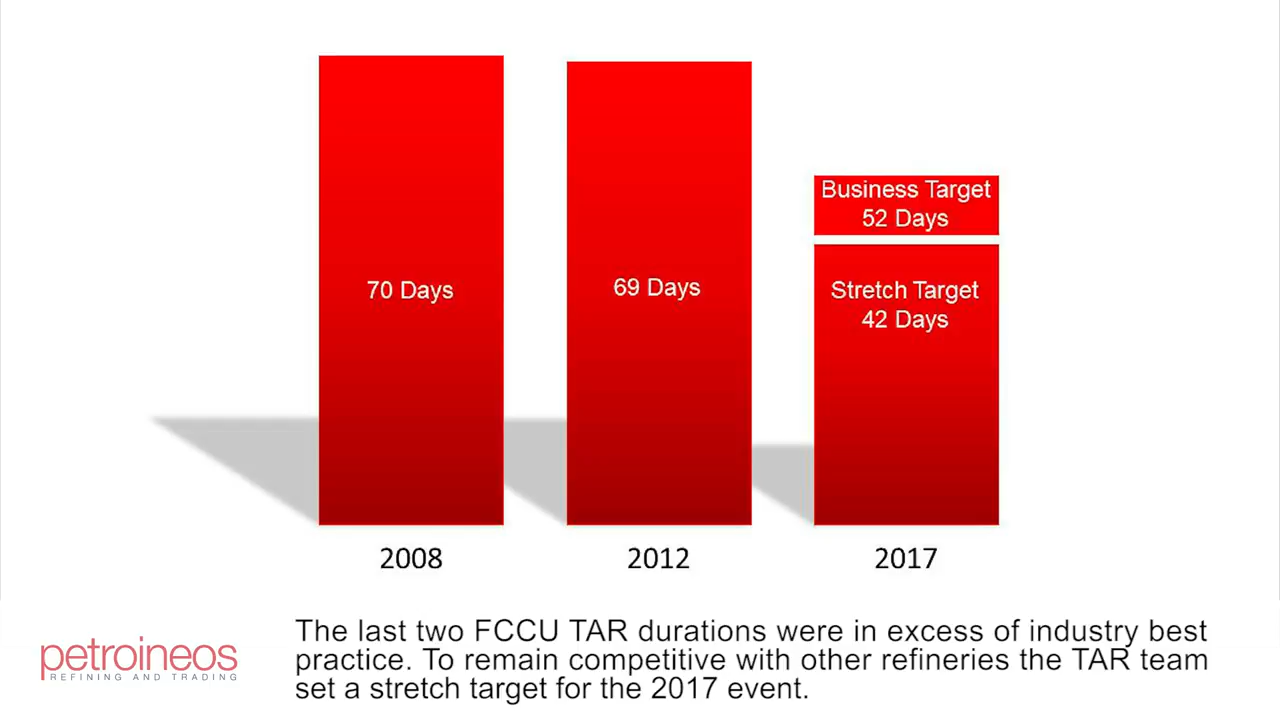 Business Target
52 Days
70 Days
69 Days
Stretch Target
42 Days
2008
2012
2017
The last two FCCU TAR durations were in excess of industry best
practice. To remain competitive with other refineries the TAR team
set a stretch target for the 2017 event.
petroineos
REFINING AND TRADING